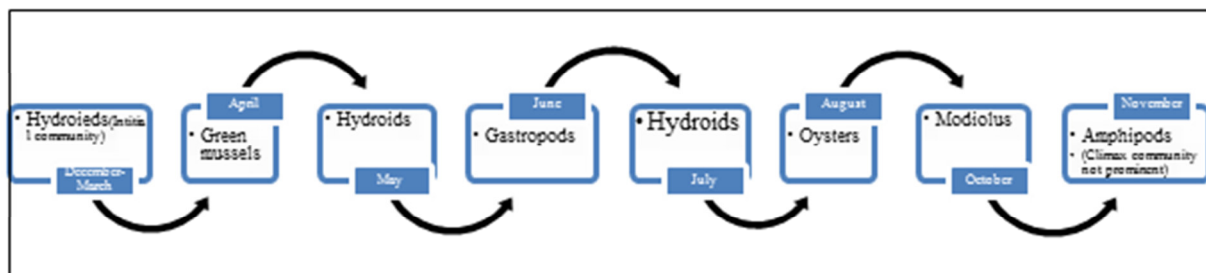 • Hydroieds(Intitia
l community)
December-
March
April
• Green
mussels
• Hydroids
May
June
• Gastropods
• Hydroids
July
August
• Oysters
• Modiolus
October
November
• Amphipods
• (Climax community
not prominent)